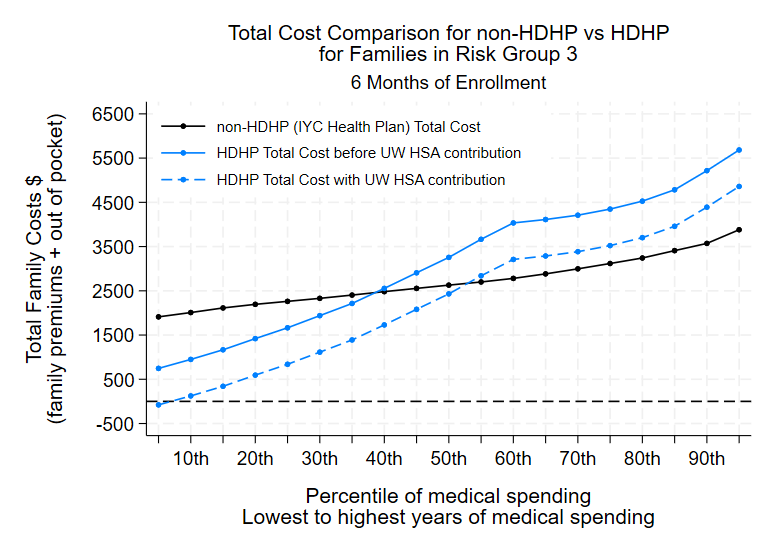 Total Cost Comparison for non-HDHP vs HDHP
for Families in Risk Group 3
6 Months of Enrollment
non-HDHP (IYC Health Plan) Total Cost
HDHP Total Cost before UW HSA contribution
HDHP Total Cost with UW HSA contribution
Total Family Costs $
(family premiums + out of pocket)
6500
5500
4500
3500
2500
1500
500
-500
10th
20th
30th
40th
50th
60th
70th
80th
90th
Percentile of medical spending
Lowest to highest years of medical spending